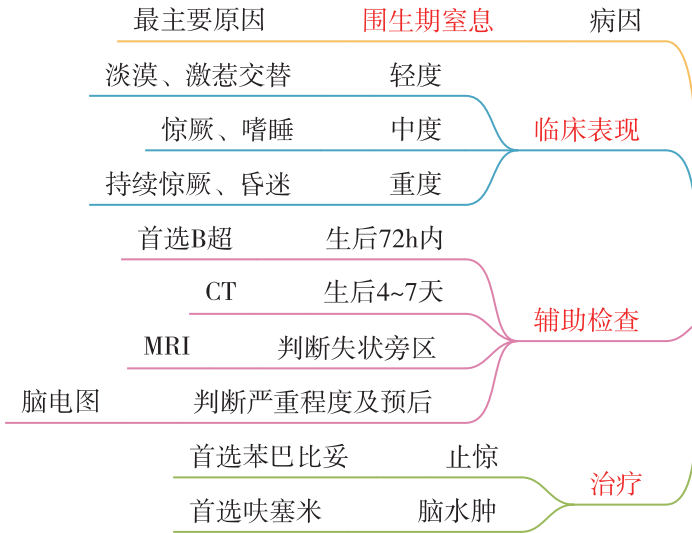 最主要原因 围生期窒息 病因
淡漠、激惹交替 轻度
惊厥、嗜睡 中度 临床表现
持续惊厥、昏迷 重度
首选B超 生后72h内
CT 生后4~7天
辅助检查
MRI 判断失状旁区
脑电图 判断严重程度及预后
首选苯巴比妥 止惊
治疗
首选呋塞米 脑水肿